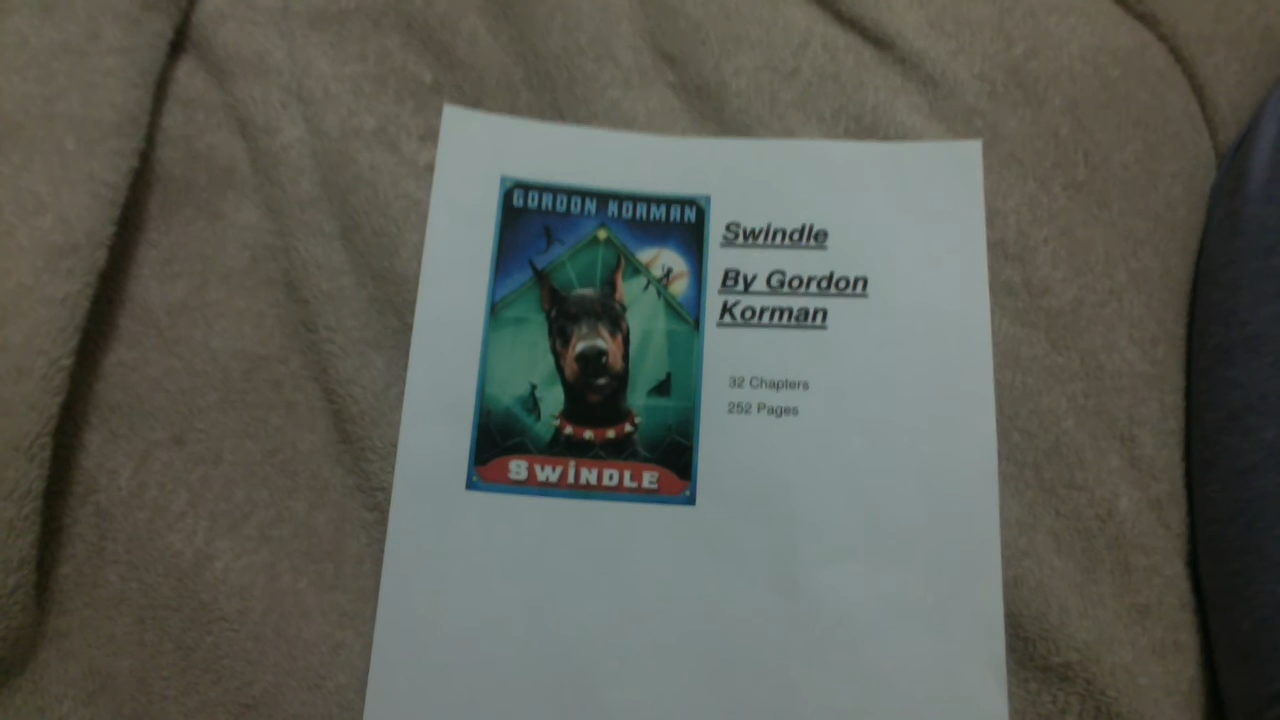 GORDON KORMAN
SWINDLE
Swindle
By Gordon
Korman
32 Chapters
252 Pages